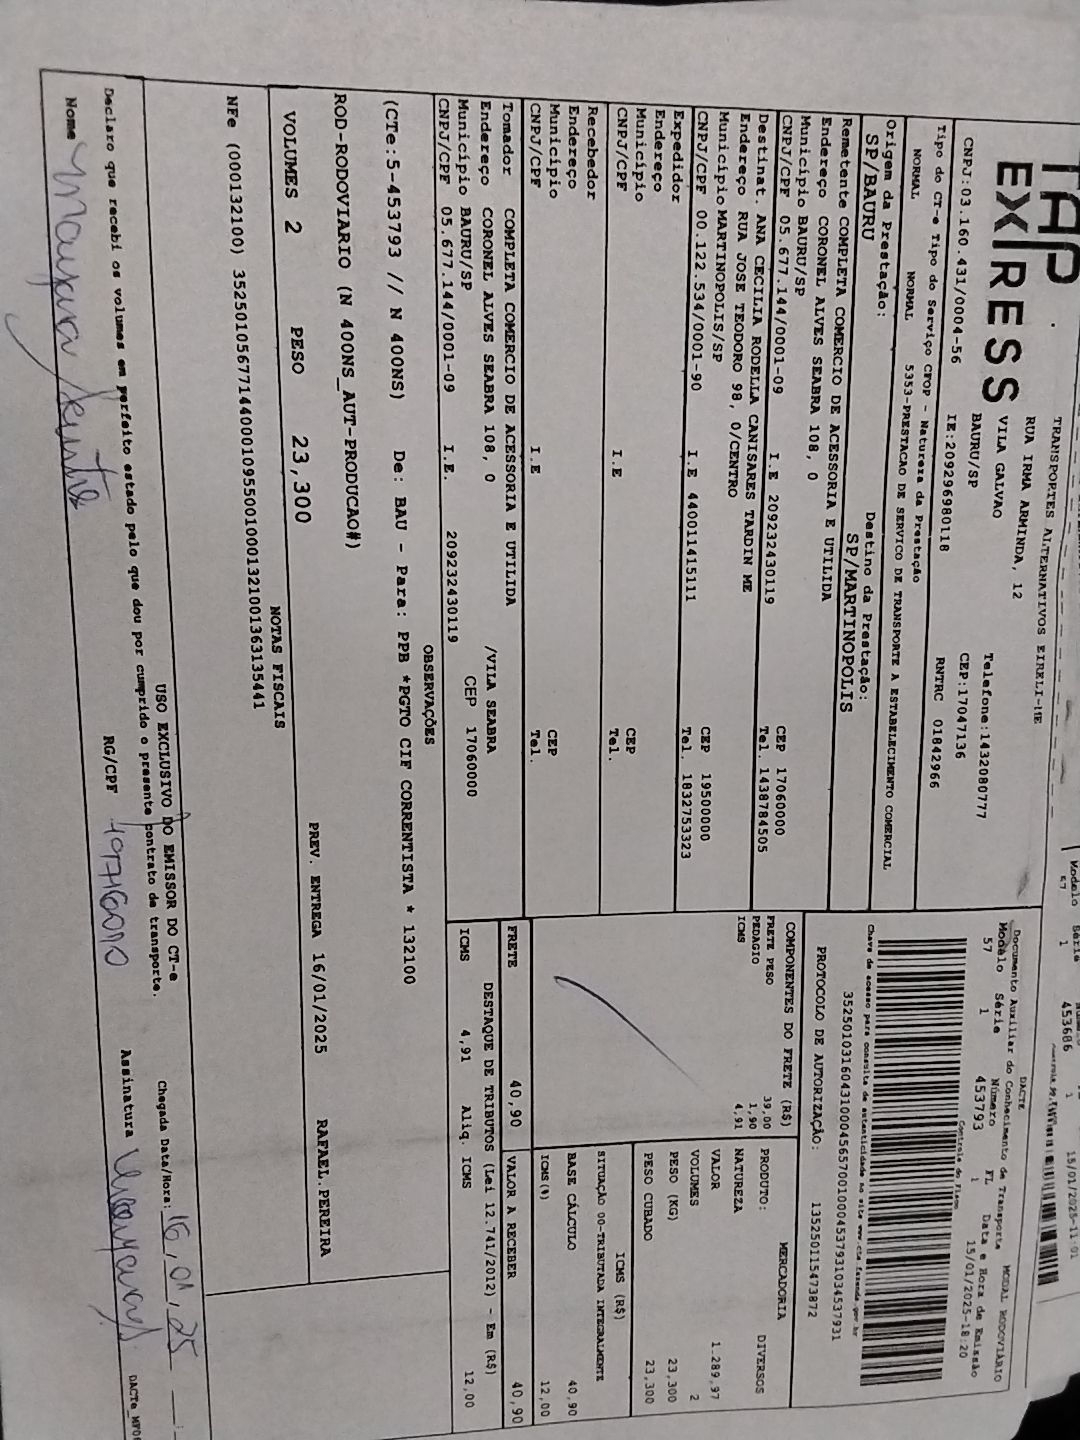 TRANSPORTES ALTERNATIVOS EIRELI-ME
TAP
EXPRESS
RUA IRMA ARMINDA, 12
VILA GALVAO
BAURU/SP
Telefone:1432080777
CEP:17047136
CNPJ:03.160.431/0004-56 IE:209296980118 RNTRC 01842966
Tipo do CT-e Tipo do Serviço CFOP - Natureza da Prestação
NORMAL NORMAL 5353-PRESTACAO DE SERVICO DE TRANSPORTE A ESTABELECIMENTO COMERCIAL
Origem da Prestação: Destino da Prestação:
SP/BAURU SP/MARTINOPOLIS
Remetente COMPLETA COMERCIO DE ACESSORIA E UTILIDA
Endereço CORONEL ALVES SEABRA 108, 0
Município BAURU/SP CEP 17060000
CNPJ/CPF 05.677.144/0001-09 I.E 209232430119 Tel. 1438784505
Destinat. ANA CECILIA RODELLA CANISARES TARDIN ME
Endereço RUA JOSE TEODORO 98, 0/CENTRO
Município MARTINOPOLIS/SP CEP 19500000
CNPJ/CPF 00.122.534/0001-90 I.E 440011415111 Tel. 1832753323
Expedidor
Endereço
Município CEP
CNPJ/CPF I.E Tel.
Recebedor
Endereço
Município CEP
CNPJ/CPF I.E Tel.
Tomador COMPLETA COMERCIO DE ACESSORIA E UTILIDA
Endereço CORONEL ALVES SEABRA 108, 0 /VILA SEABRA
Município BAURU/SP CEP 17060000
CNPJ/CPF 05.677.144/0001-09 I.E. 209232430119
OBSERVAÇÕES
(CTe:5-453793 // N 400NS) De: BAU - Para: PPB *PGTO CIF CORRENTISTA * 132100
ROD-RODOVIARIO (N 400NS_AUT-PRODUCAO#)
PREV. ENTREGA 16/01/2025 RAFAEL.PEREIRA
VOLUMES 2 PESO 23,300
NOTAS FISCAIS
NFe (000132100) 35250105677144000109550010001321001363135441
USO EXCLUSIVO DO EMISSOR DO CT-e
Declaro que recebi os volumes em perfeito estado pelo que dou por cumprido o presente contrato de transporte.
Chegada Data/Hora: 16/01/25
Nome RG/CPF Assinatura
Modelo Série
57 1 453686 1 15/01/2025-11:01
DACTE MODAL RODOVIÁRIO
Documento Auxiliar do Conhecimento de Transporte
Modelo Série Número FL Data e Hora de Emissão
57 1 453793 1 15/01/2025-18:20
Controle do Fisco
35250103160431000456570010004537931034537931
Chave de acesso para consulta de autenticidade no site www.cte.fazenda.gov.br
PROTOCOLO DE AUTORIZAÇÃO: 135250115473872
COMPONENTES DO FRETE (R$)
FRETE PESO 39,00
PEDAGIO 1,90
ICMS 4,91
MERCADORIA
PRODUTO: DIVERSOS
NATUREZA
VALOR 1.289,97
VOLUMES 2
PESO (KG) 23,300
PESO CUBADO 23,300
ICMS (R$)
SITUAÇÃO 00-TRIBUTADA INTEGRALMENTE
BASE CÁLCULO 40,90
ICMS(%) 12,00
FRETE 40,90 VALOR A RECEBER 40,90
DESTAQUE DE TRIBUTOS (Lei 12.741/2012) - Em (R$)
ICMS 4,91 Aliq. ICMS 12,00